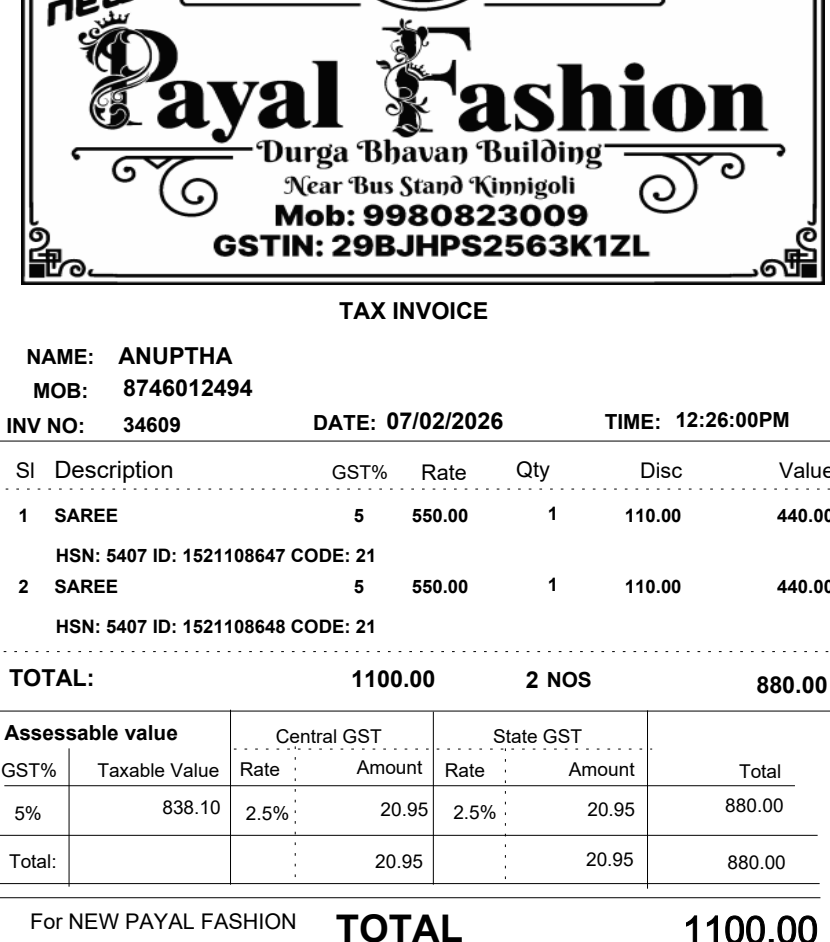 new
Payal Fashion
Durga Bhavan Building
Near Bus Stand Kinnigoli
Mob: 9980823009
GSTIN: 29BJHPS2563K1ZL
TAX INVOICE
NAME: ANUPTHA
MOB: 8746012494
INV NO: 34609 DATE: 07/02/2026 TIME: 12:26:00PM
Sl Description GST% Rate Qty Disc Value
1 SAREE 5 550.00 1 110.00 440.00
HSN: 5407 ID: 1521108647 CODE: 21
2 SAREE 5 550.00 1 110.00 440.00
HSN: 5407 ID: 1521108648 CODE: 21
TOTAL: 1100.00 2 NOS 880.00
Assessable value Central GST State GST
GST% Taxable Value Rate Amount Rate Amount Total
5% 838.10 2.5% 20.95 2.5% 20.95 880.00
Total: 20.95 20.95 880.00
For NEW PAYAL FASHION TOTAL 1100.00